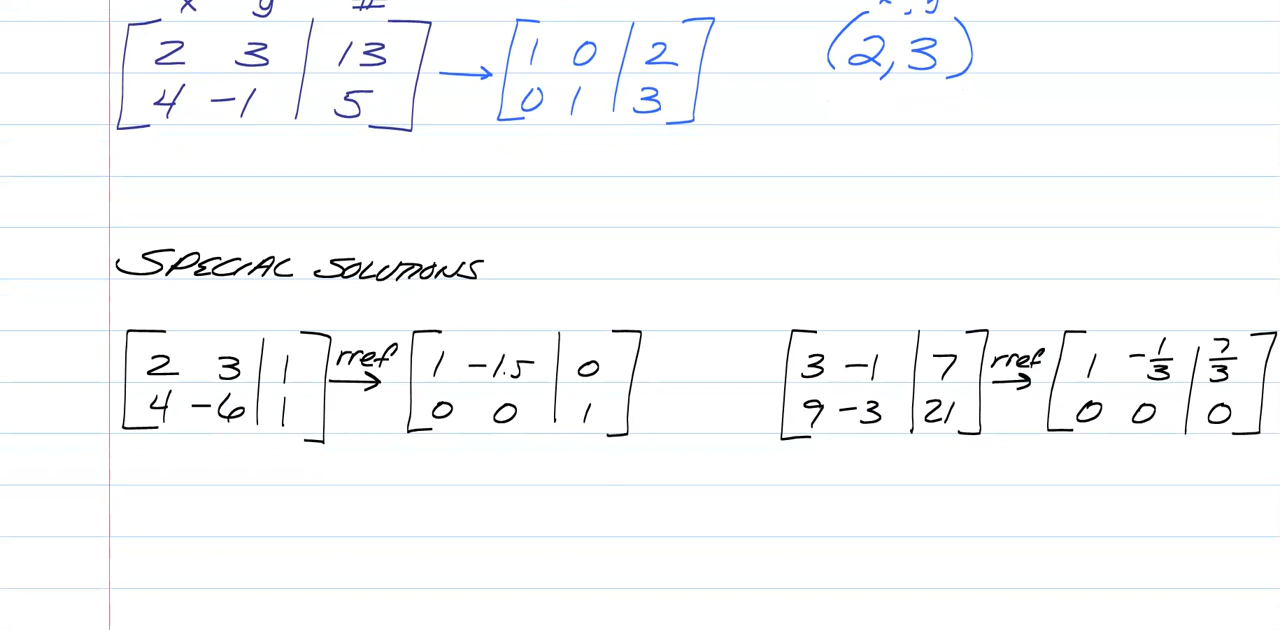 x y #
[ 2 3 | 13 ] → [ 1 0 | 2 ] (2, 3)
[ 4 -1 | 5 ] [ 0 1 | 3 ]
SPECIAL SOLUTIONS
[ 2 3 | 1 ] rref → [ 1 -1.5 | 0 ] [ 3 -1 | 7 ] rref → [ 1 -1/3 | 7/3 ]
[ 4 -6 | 1 ] [ 0 0 | 1 ] [ 9 -3 | 21 ] [ 0 0 | 0 ]